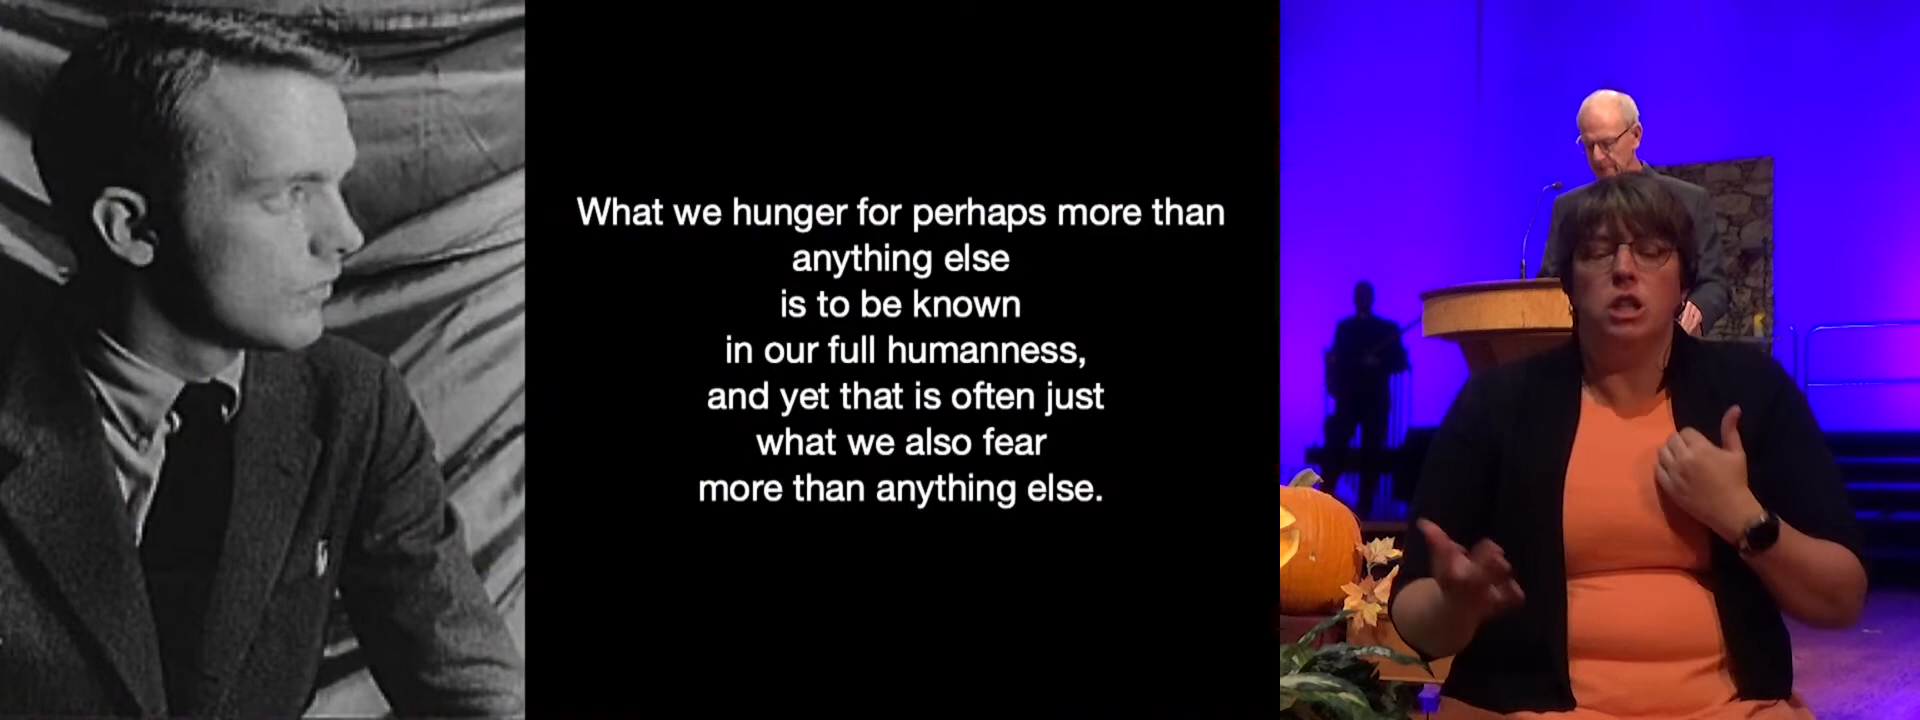 What we hunger for perhaps more than
anything else
is to be known
in our full humanness,
and yet that is often just
what we also fear
more than anything else.